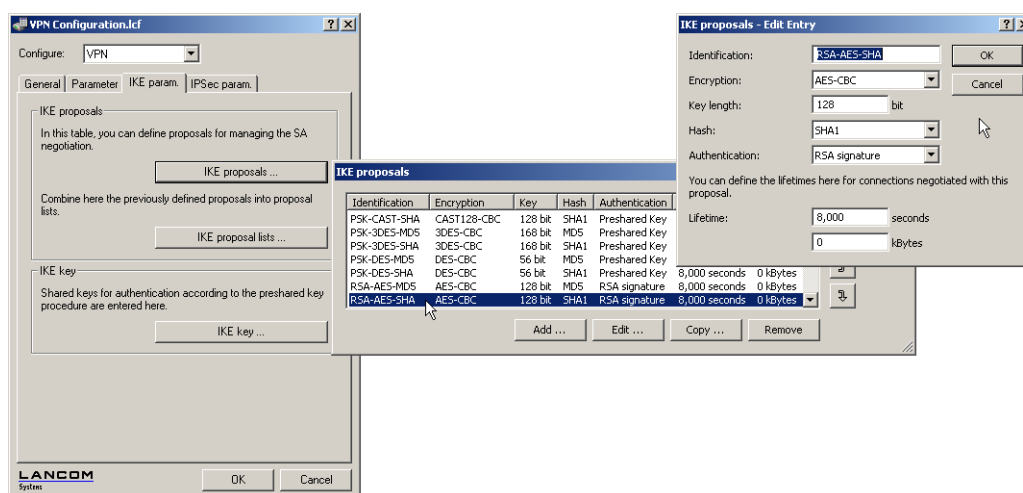 VPN Configuration.lcf
Configure: VPN
General Parameter IKE param. IPSec param.
IKE proposals
In this table, you can define proposals for managing the SA
negotiation.
IKE proposals ...
Combine here the previously defined proposals into proposal
lists.
IKE proposal lists ...
IKE key
Shared keys for authentication according to the preshared key
procedure are entered here.
IKE key ...
LANCOM
Systems
OK Cancel
IKE proposals
Identification Encryption Key Hash Authentication
PSK-CAST-SHA CAST128-CBC 128 bit SHA1 Preshared Key
PSK-3DES-MD5 3DES-CBC 168 bit MD5 Preshared Key
PSK-3DES-SHA 3DES-CBC 168 bit SHA1 Preshared Key
PSK-DES-MD5 DES-CBC 56 bit MD5 Preshared Key
PSK-DES-SHA DES-CBC 56 bit SHA1 Preshared Key 8,000 seconds 0 kBytes
RSA-AES-MD5 AES-CBC 128 bit MD5 RSA signature 8,000 seconds 0 kBytes
RSA-AES-SHA AES-CBC 128 bit SHA1 RSA signature 8,000 seconds 0 kBytes
Add ... Edit ... Copy ... Remove
IKE proposals - Edit Entry
Identification: RSA-AES-SHA OK
Encryption: AES-CBC Cancel
Key length: 128 bit
Hash: SHA1
Authentication: RSA signature
You can define the lifetimes here for connections negotiated with this
proposal.
Lifetime: 8,000 seconds
0 kBytes